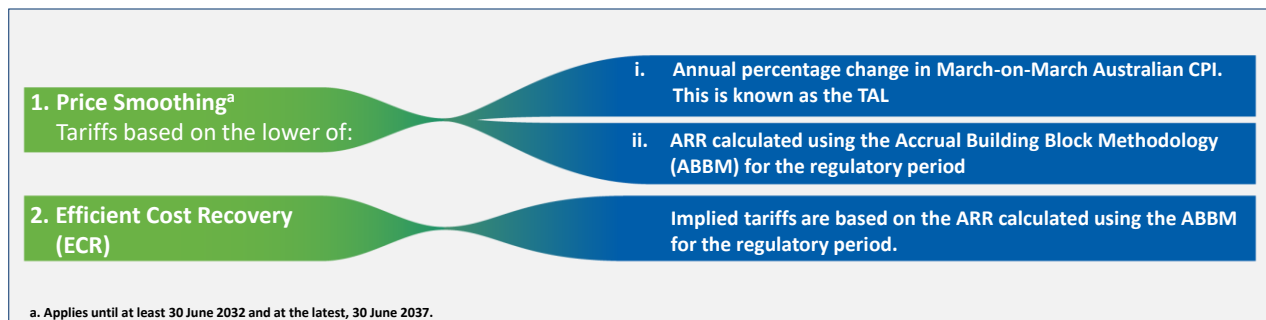 1. Price Smoothingᵃ
Tariffs based on the lower of:
i. Annual percentage change in March-on-March Australian CPI.
This is known as the TAL
ii. ARR calculated using the Accrual Building Block Methodology
(ABBM) for the regulatory period
2. Efficient Cost Recovery
(ECR)
Implied tariffs are based on the ARR calculated using the ABBM
for the regulatory period.
a. Applies until at least 30 June 2032 and at the latest, 30 June 2037.